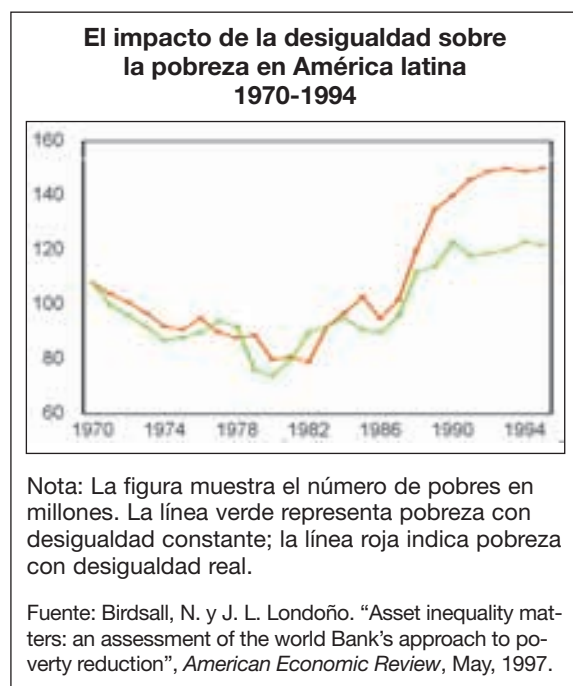 El impacto de la desigualdad sobre
la pobreza en América latina
1970-1994
160
140
120
100
80
60
1970 1974 1978 1982 1986 1990 1994
Nota: La figura muestra el número de pobres en
millones. La línea verde representa pobreza con
desigualdad constante; la línea roja indica pobreza
con desigualdad real.
Fuente: Birdsall, N. y J. L. Londoño. “Asset inequality mat-
ters: an assessment of the world Bank’s approach to po-
verty reduction”, American Economic Review, May, 1997.